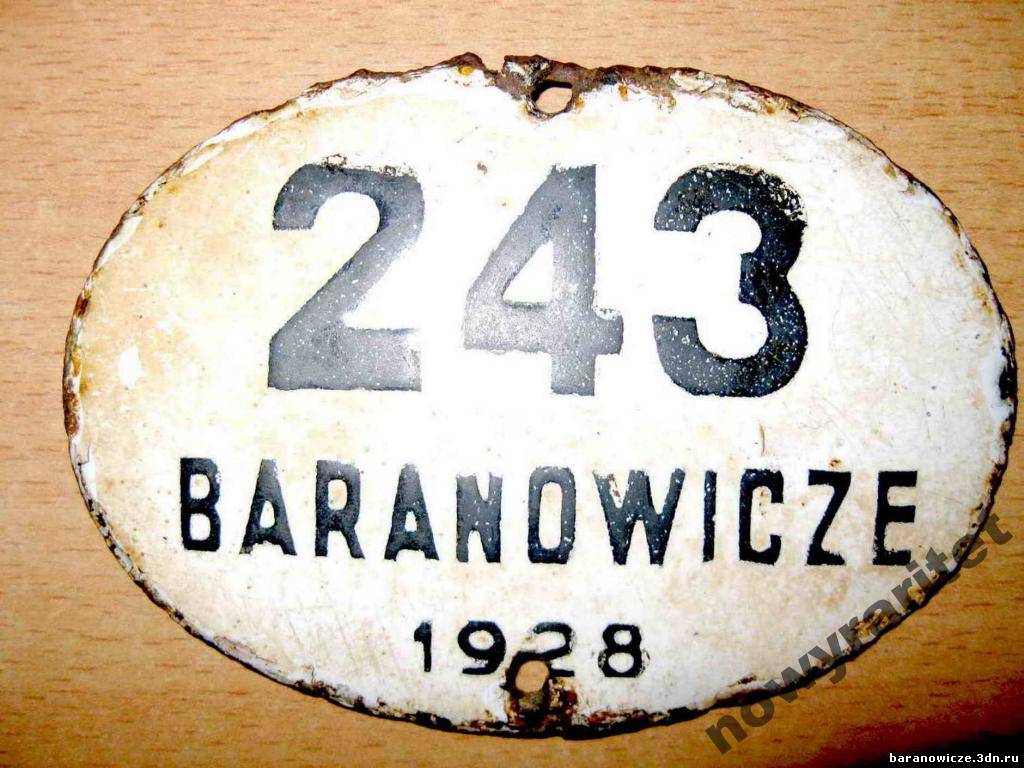 243
BARANOWICZE
1928
nowyraritet
baranowicze.3dn.ru